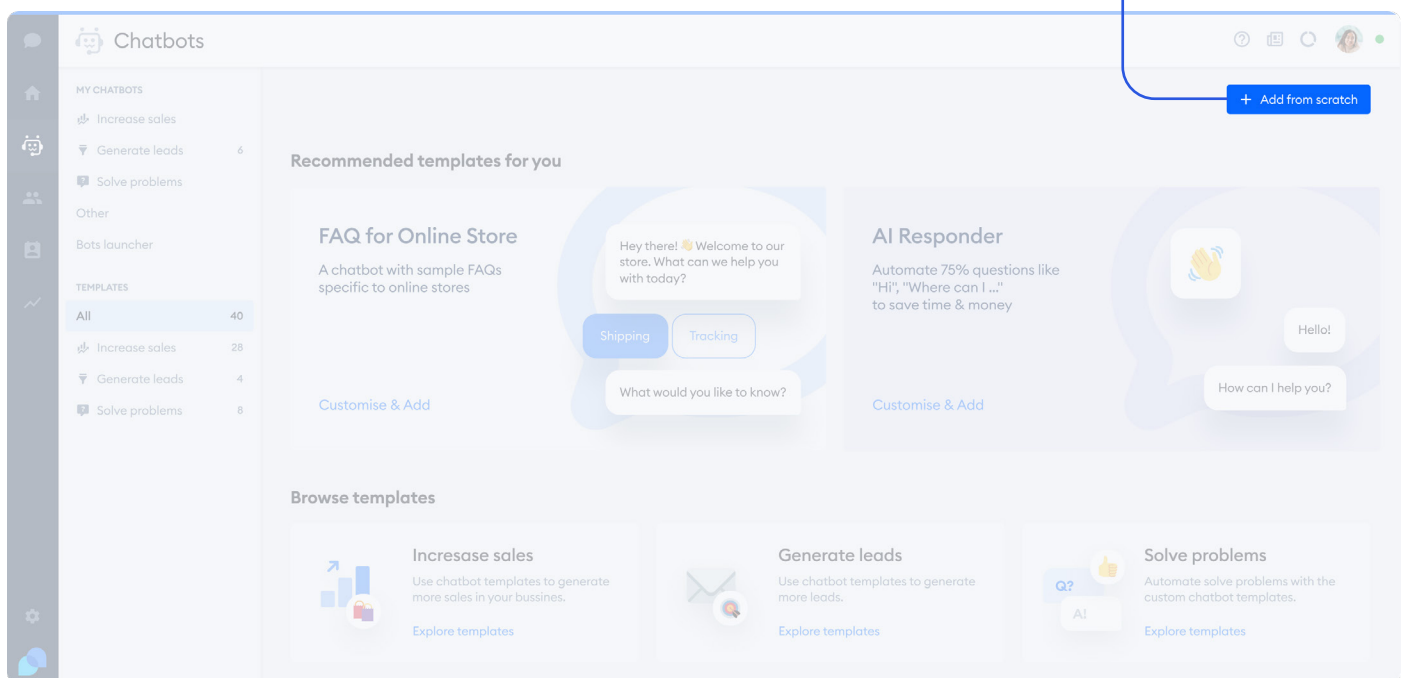 Chatbots
+ Add from scratch
MY CHATBOTS
Increase sales
Generate leads 6
Solve problems
Other
Bots launcher
TEMPLATES
All 40
Increase sales 28
Generate leads 4
Solve problems 8
Recommended templates for you
FAQ for Online Store
A chatbot with sample FAQs
specific to online stores
Customise & Add
Hey there! 👋 Welcome to our
store. What can we help you
with today?
Shipping
Tracking
What would you like to know?
AI Responder
Automate 75% questions like
"Hi", "Where can I ..."
to save time & money
Customise & Add
Hello!
How can I help you?
Browse templates
Incresase sales
Use chatbot templates to generate
more sales in your bussines.
Explore templates
Generate leads
Use chatbot templates to generate
more leads.
Explore templates
Q?
A!
Solve problems
Automate solve problems with the
custom chatbot templates.
Explore templates